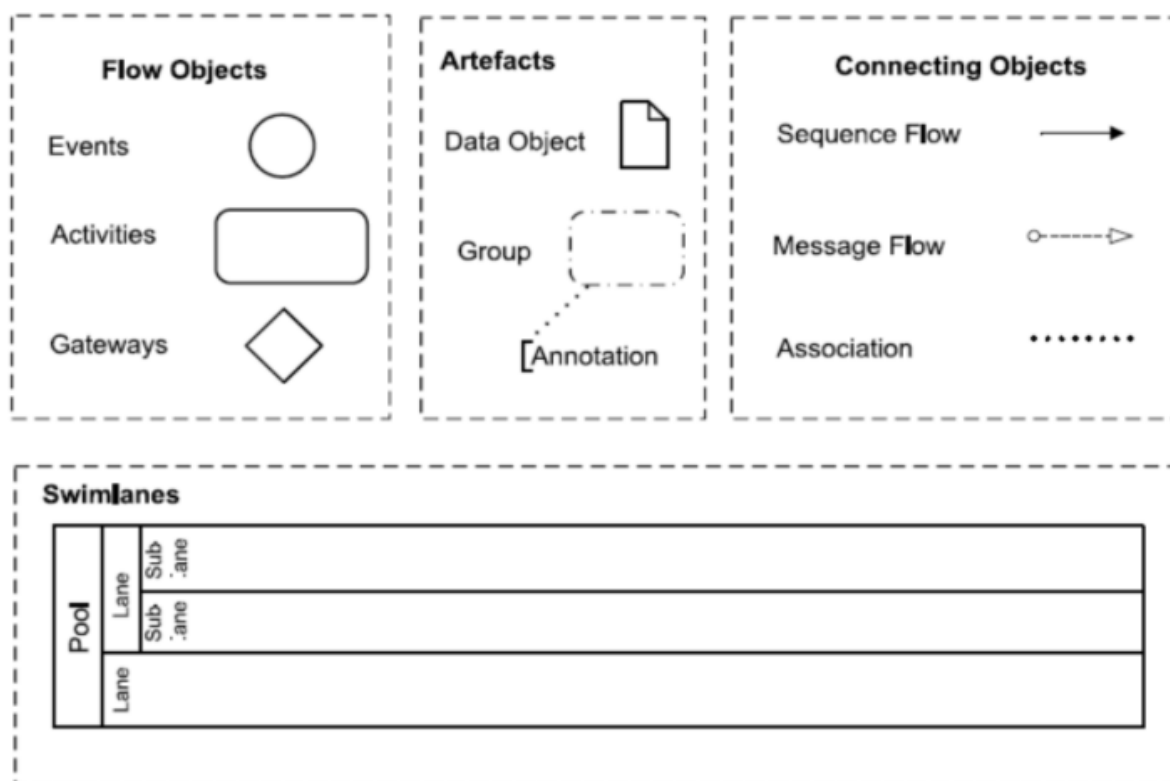 Flow Objects
Events
Activities
Gateways
Artefacts
Data Object
Group
Annotation
Connecting Objects
Sequence Flow
Message Flow
Association
Swimlanes
Pool
Lane
Sub
Sub
Lane